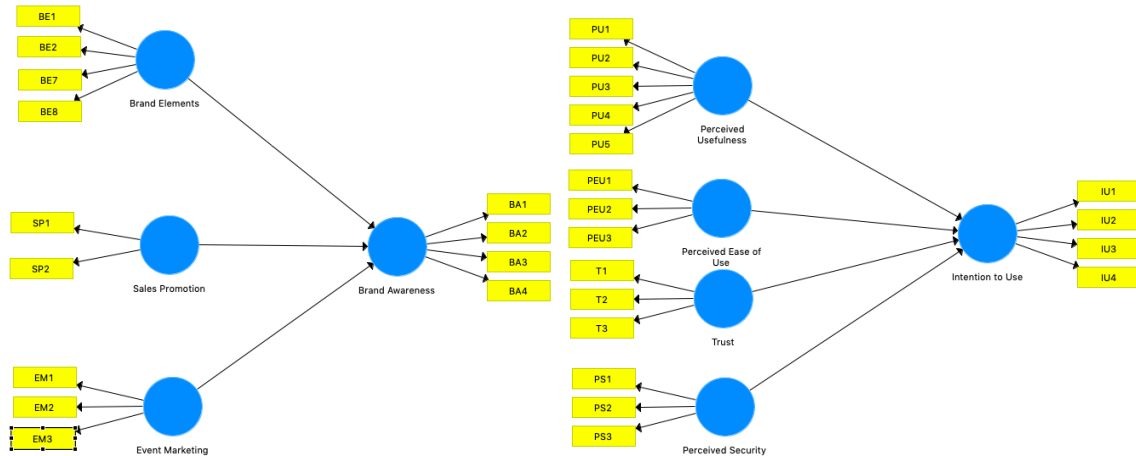 BE1
BE2
BE7
BE8
Brand Elements
SP1
SP2
Sales Promotion
EM1
EM2
EM3
Event Marketing
BA1
BA2
BA3
BA4
Brand Awareness
PU1
PU2
PU3
PU4
PU5
Perceived
Usefulness
PEU1
PEU2
PEU3
Perceived Ease of
Use
T1
T2
T3
Trust
PS1
PS2
PS3
Perceived Security
IU1
IU2
IU3
IU4
Intention to Use